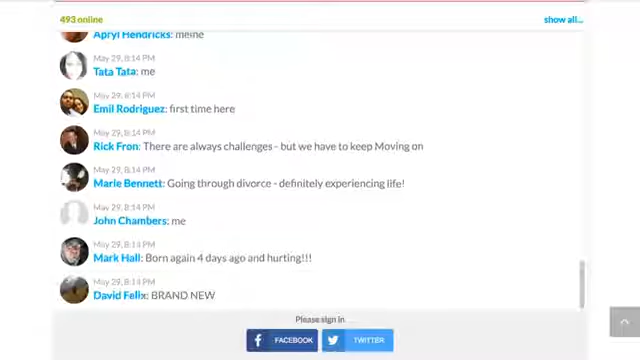 493 online
show all...
Apryl Hendricks: meine
May 29, 8:14 PM
Tata Tata: me
May 29, 8:14 PM
Emil Rodriguez: first time here
May 29, 8:14 PM
Rick Fron: There are always challenges - but we have to keep Moving on
May 29, 8:14 PM
Marie Bennett: Going through divorce - definitely experiencing life!
May 29, 8:14 PM
John Chambers: me
May 29, 8:14 PM
Mark Hall: Born again 4 days ago and hurting!!!
May 29, 8:14 PM
David Felix: BRAND NEW
Please sign in
f FACEBOOK
TWITTER